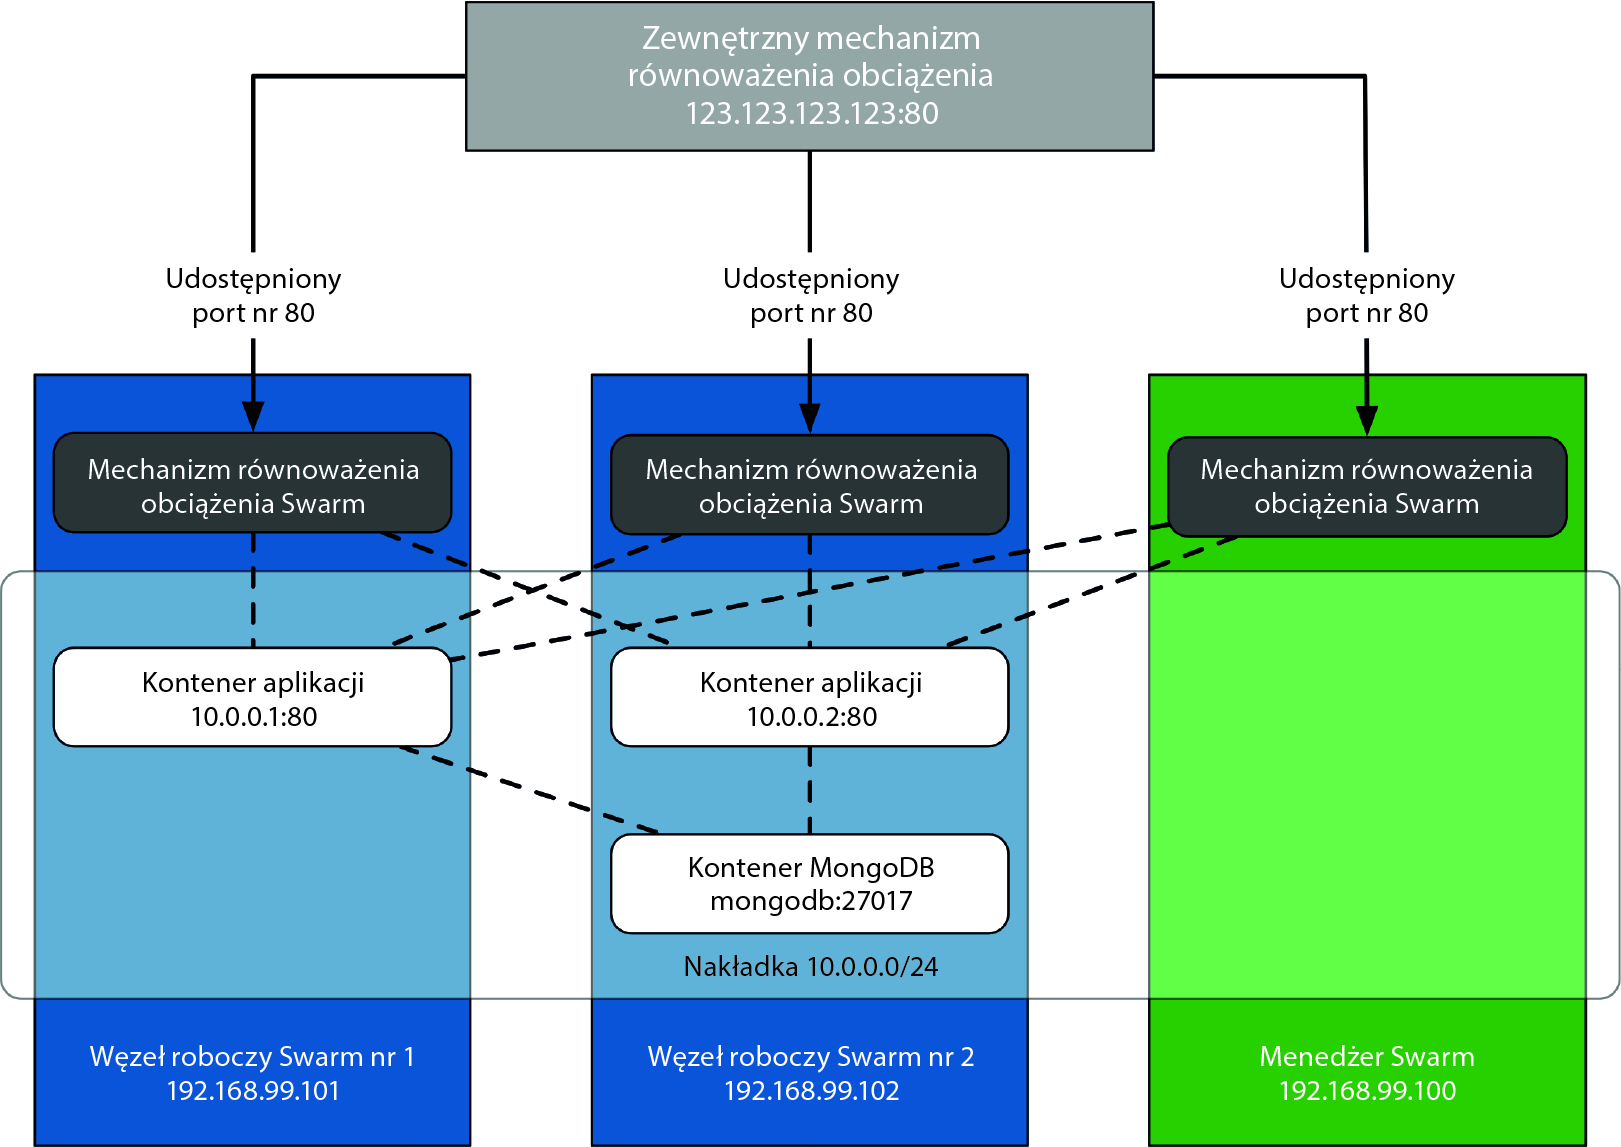 Zewnętrzny mechanizm
równoważenia obciążenia
123.123.123.123:80
Udostępniony
port nr 80
Udostępniony
port nr 80
Udostępniony
port nr 80
Mechanizm równoważenia
obciążenia Swarm
Mechanizm równoważenia
obciążenia Swarm
Mechanizm równoważenia
obciążenia Swarm
Kontener aplikacji
10.0.0.1:80
Kontener aplikacji
10.0.0.2:80
Kontener MongoDB
mongodb:27017
Nakładka 10.0.0.0/24
Węzeł roboczy Swarm nr 1
192.168.99.101
Węzeł roboczy Swarm nr 2
192.168.99.102
Menedżer Swarm
192.168.99.100